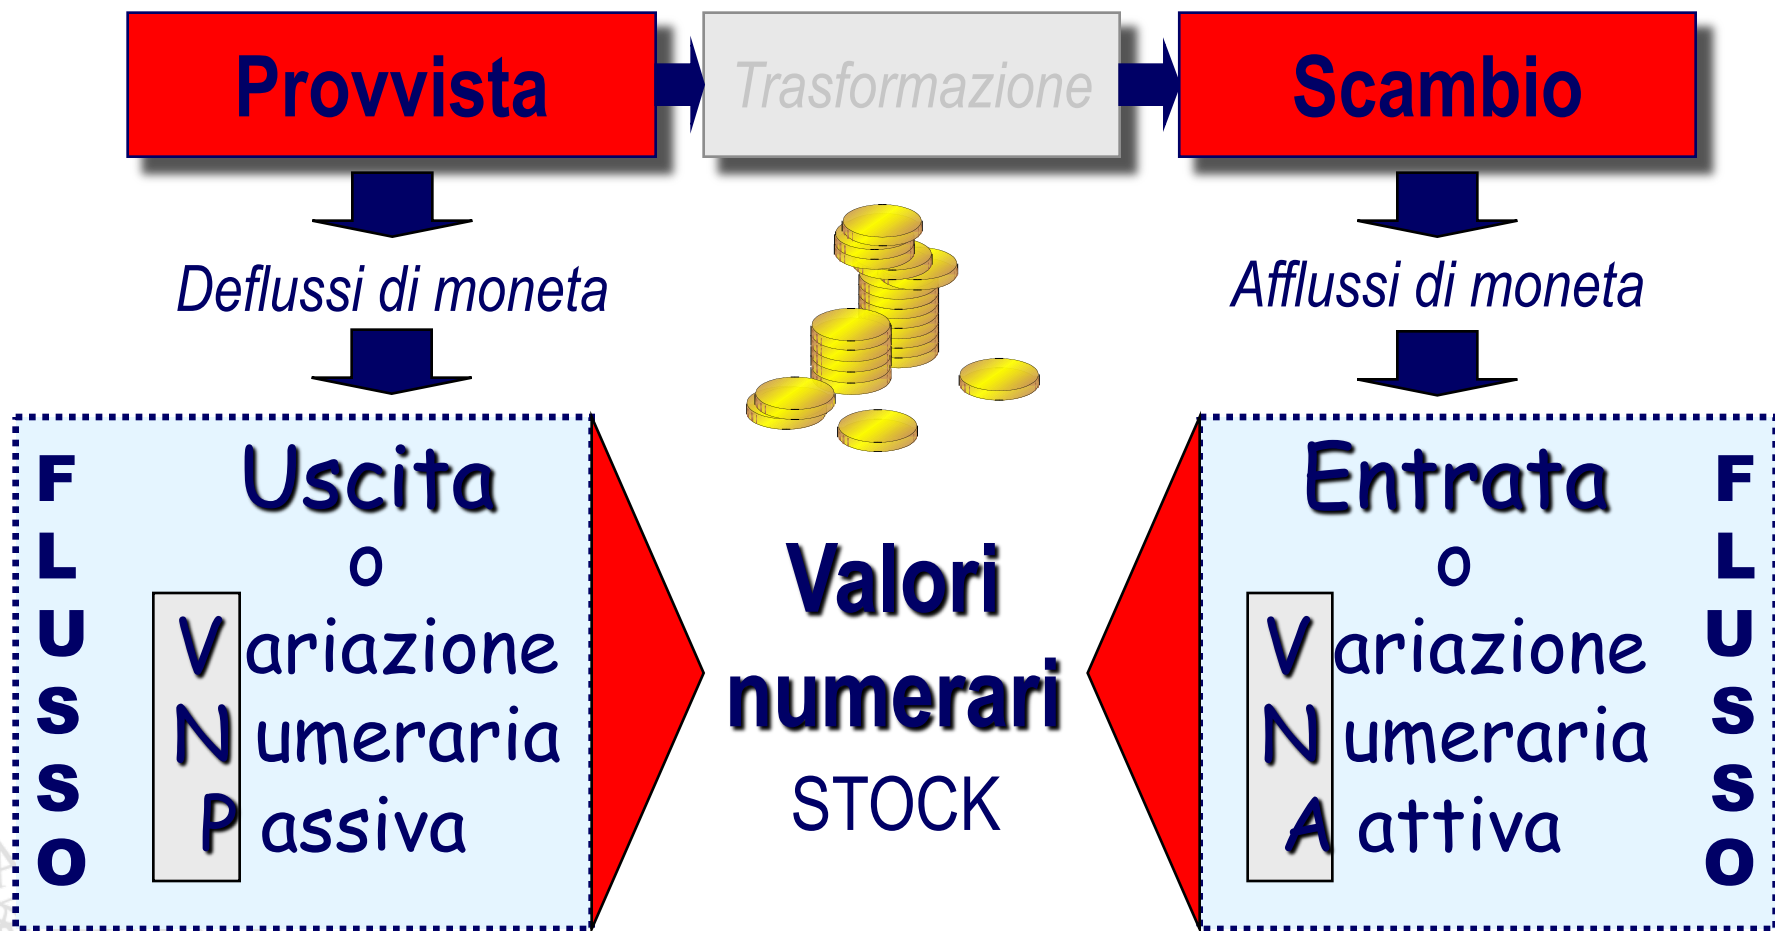 Provvista
Trasformazione
Scambio
Deflussi di moneta
Afflussi di moneta
FLUSSO
Uscita
o
Variazione
Numeraria
Passiva
Valori
numerari
STOCK
Entrata
o
Variazione
Numeraria
A attiva
FLUSSO